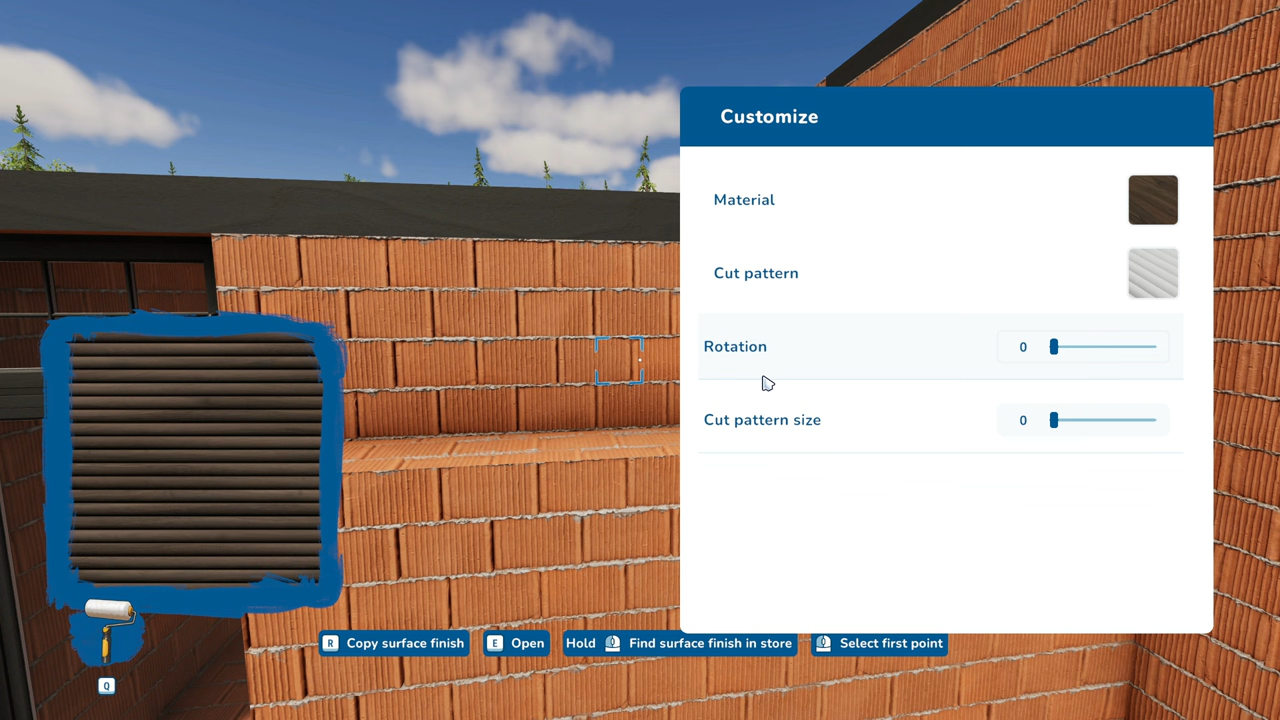 Customize
Material
Cut pattern
Rotation 0
Cut pattern size 0
R Copy surface finish E Open Hold Find surface finish in store Select first point
Q